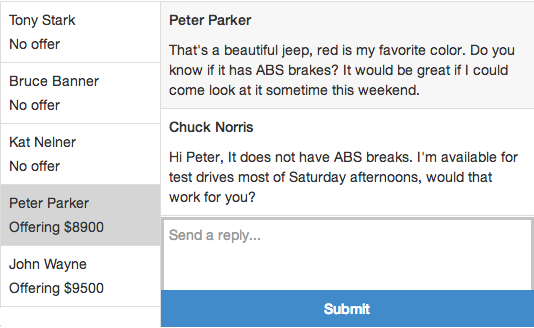 Tony Stark
No offer
Bruce Banner
No offer
Kat Nelner
No offer
Peter Parker
Offering $8900
John Wayne
Offering $9500
Peter Parker
That's a beautiful jeep, red is my favorite color. Do you
know if it has ABS brakes? It would be great if I could
come look at it sometime this weekend.
Chuck Norris
Hi Peter, It does not have ABS breaks. I'm available for
test drives most of Saturday afternoons, would that
work for you?
Send a reply...
Submit